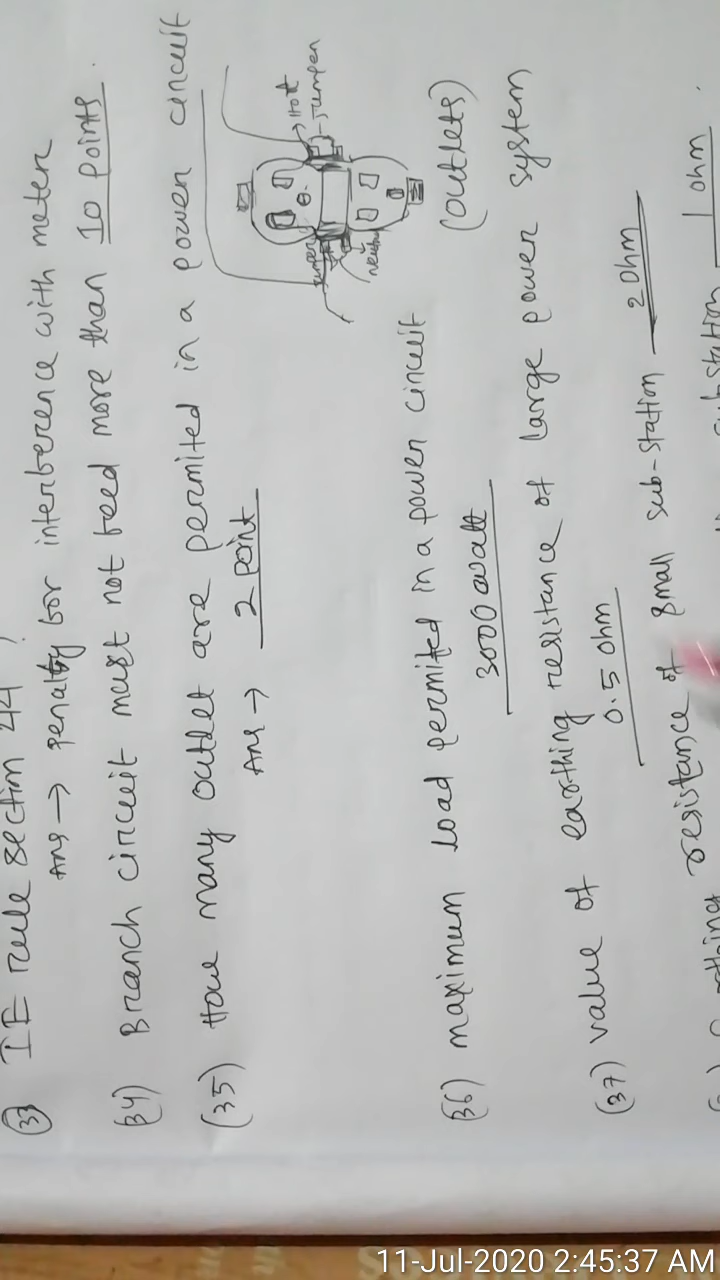 (33) IE rule section 44 ?
Ans → penalty for interference with meter
(34) Branch circuit must not feed more than 10 points.
(35) How many outlet are permited in a power circuit
Ans → 2 point
Hot
Jumper
Jumper
Neutral
(36) maximum load permited in a power circuit (outlets)
3000 watt
(37) value of earthing resistance of large power system
0.5 ohm
resistance of small sub-station 2 ohm
substation 1 ohm.
11-Jul-2020 2:45:37 AM